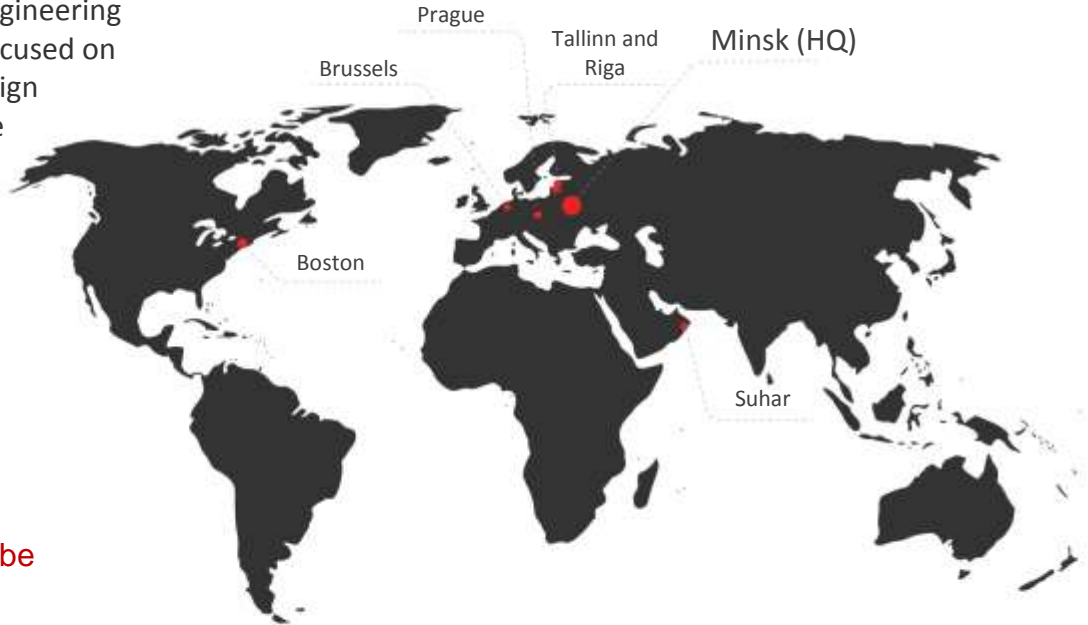 gineering
cused on
ign
e
Prague
Tallinn and
Riga
Minsk (HQ)
Brussels
Boston
Suhar
be